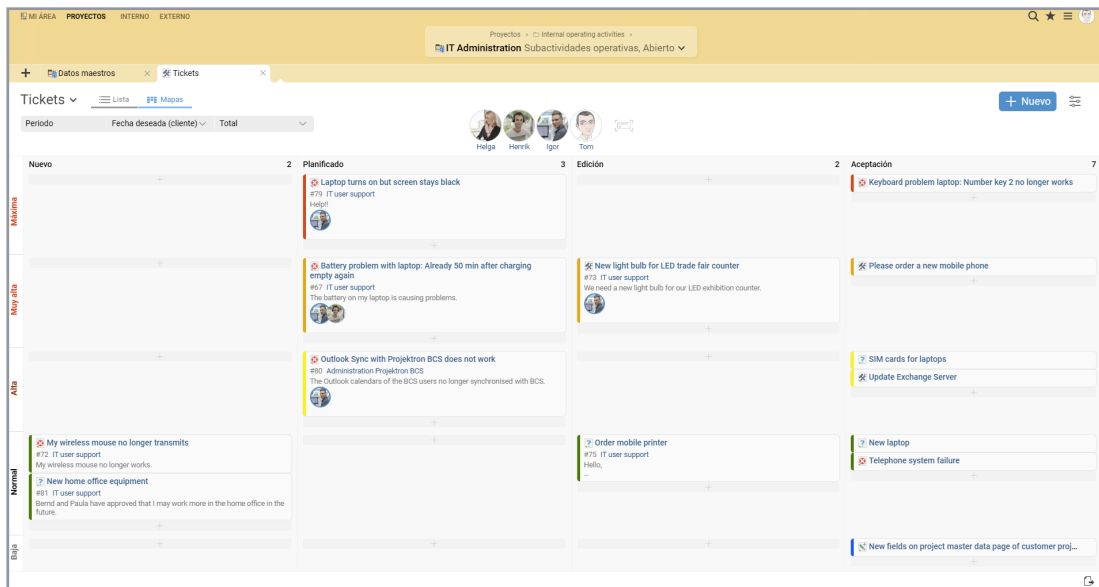 MI ÁREA PROYECTOS INTERNO EXTERNO
Proyectos › Internal operating activities ›
IT Administration Subactividades operativas, Abierto
+ Datos maestros × Tickets ×
Tickets Lista Mapas
+ Nuevo
Periodo Fecha deseada (cliente) Total
Helga Henrik Igor Tom
Nuevo 2 Planificado 3 Edición 2 Aceptación 7
Máxima
Laptop turns on but screen stays black
#79 IT user support
Help!!
Keyboard problem laptop: Number key 2 no longer works
Muy alta
Battery problem with laptop: Already 50 min after charging
empty again
#67 IT user support
The battery on my laptop is causing problems.
New light bulb for LED trade fair counter
#73 IT user support
We need a new light bulb for our LED exhibition counter.
Please order a new mobile phone
Alta
Outlook Sync with Projektron BCS does not work
#80 Administration Projektron BCS
The Outlook calendars of the BCS users no longer synchronised with BCS.
SIM cards for laptops
Update Exchange Server
Normal
My wireless mouse no longer transmits
#72 IT user support
My wireless mouse no longer works.
New home office equipment
#81 IT user support
Bernd and Paula have approved that I may work more in the home office in the
future.
Order mobile printer
#75 IT user support
Hello,
--
New laptop
Telephone system failure
Baja
New fields on project master data page of customer proj...